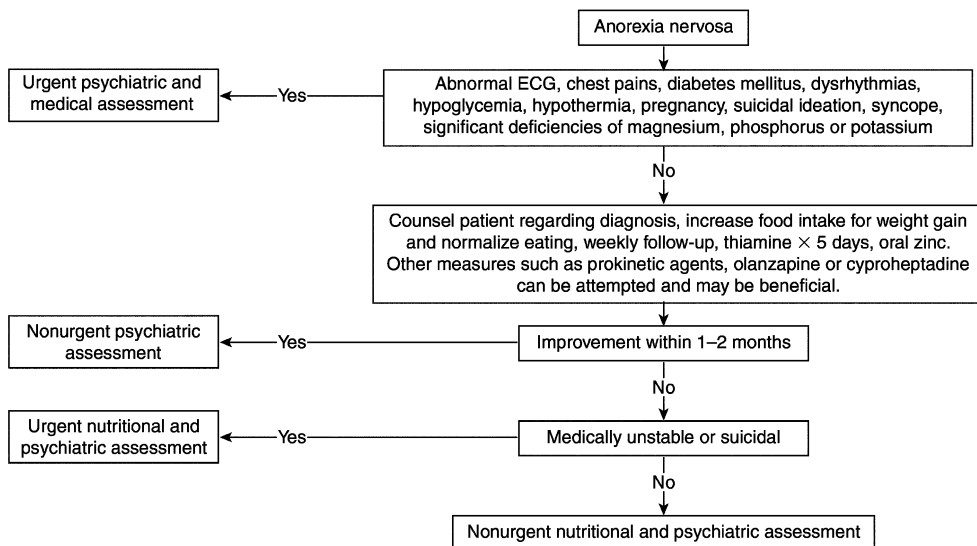 Anorexia nervosa
Urgent psychiatric and
medical assessment
Yes
Abnormal ECG, chest pains, diabetes mellitus, dysrhythmias,
hypoglycemia, hypothermia, pregnancy, suicidal ideation, syncope,
significant deficiencies of magnesium, phosphorus or potassium
No
Counsel patient regarding diagnosis, increase food intake for weight gain
and normalize eating, weekly follow-up, thiamine × 5 days, oral zinc.
Other measures such as prokinetic agents, olanzapine or cyproheptadine
can be attempted and may be beneficial.
Nonurgent psychiatric
assessment
Yes
Improvement within 1–2 months
No
Urgent nutritional and
psychiatric assessment
Yes
Medically unstable or suicidal
No
Nonurgent nutritional and psychiatric assessment